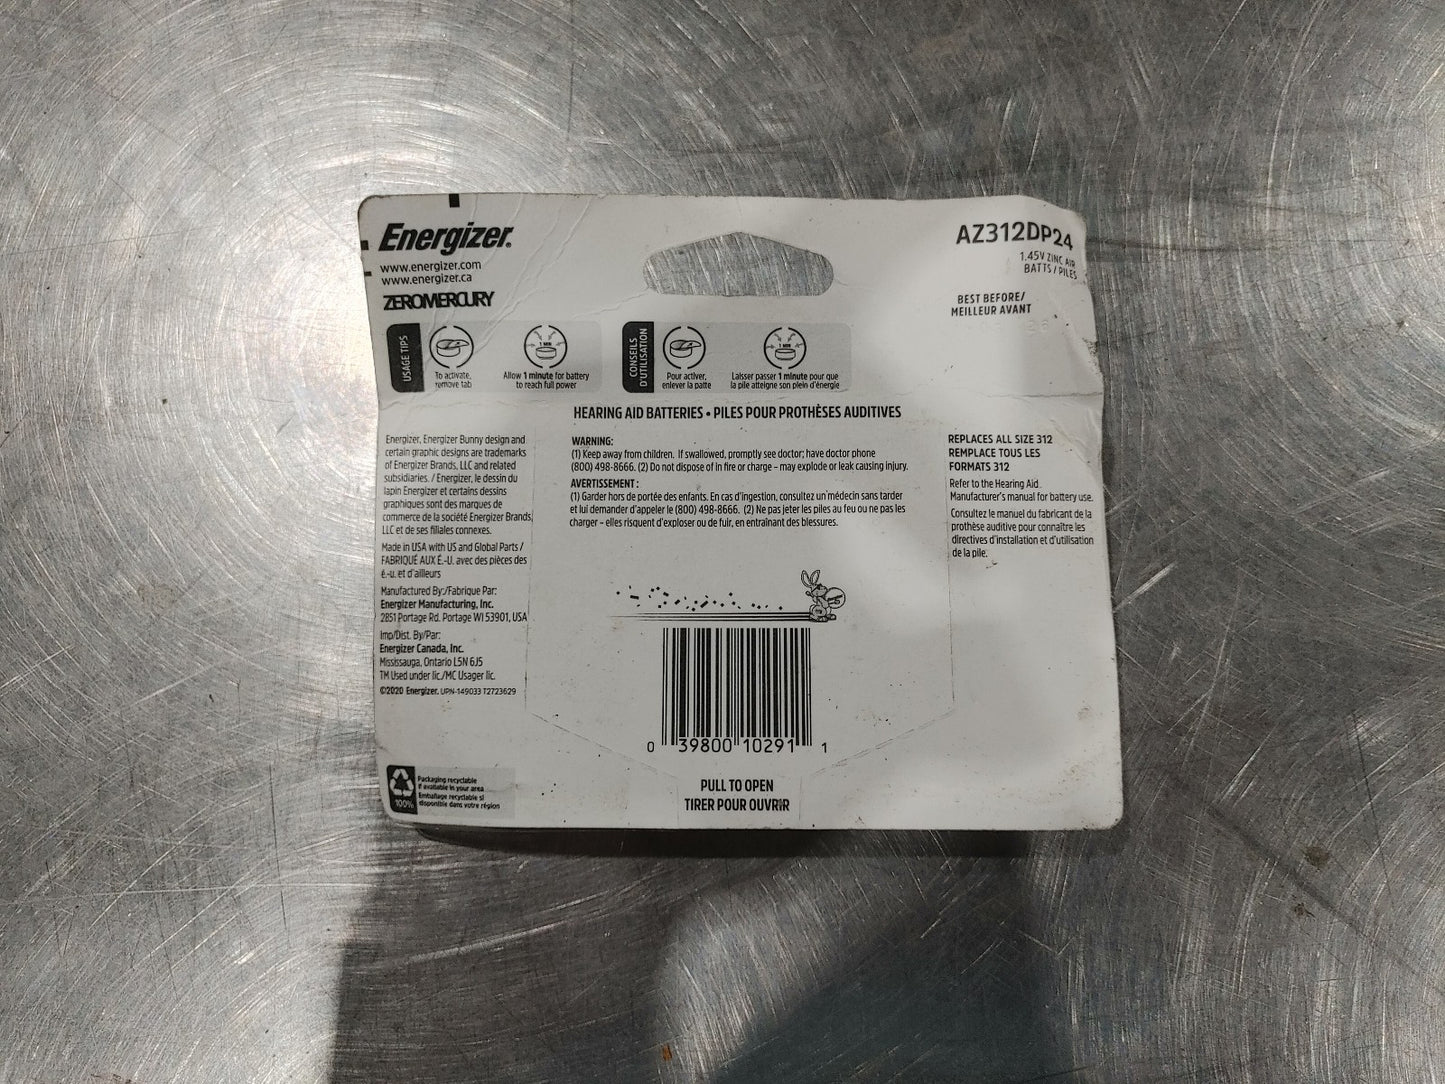 Energizer.
www.energizer.com
www.energizer.ca
ZEROMERCURY
AZ312DP24
1.45V ZINC AIR
BATTS / PILES
BEST BEFORE/
MEILLEUR AVANT
USAGE TIPS
To activate,
remove tab
1 MIN
Allow 1 minute for battery
to reach full power
CONSEILS
D'UTILISATION
Pour activer,
enlever la patte
1 MIN
Laisser passer 1 minute pour que
la pile atteigne son plein d'énergie
HEARING AID BATTERIES • PILES POUR PROTHÈSES AUDITIVES
Energizer, Energizer Bunny design and
certain graphic designs are trademarks
of Energizer Brands, LLC and related
subsidiaries. / Energizer, le dessin du
lapin Energizer et certains dessins
graphiques sont des marques de
commerce de la société Energizer Brands,
LLC et de ses filiales connexes.
Made in USA with US and Global Parts /
FABRIQUÉ AUX É.-U. avec des pièces des
é.-u. et d'ailleurs
Manufactured By:/Fabrique Par:
Energizer Manufacturing, Inc.
2851 Portage Rd. Portage WI 53901, USA
Imp/Dist. By/Par:
Energizer Canada, Inc.
Mississauga, Ontario L5N 6J5
TM Used under lic./MC Usager lic.
©2020 Energizer. UPN-149033 T2723629
WARNING:
(1) Keep away from children. If swallowed, promptly see doctor; have doctor phone
(800) 498-8666. (2) Do not dispose of in fire or charge – may explode or leak causing injury.
AVERTISSEMENT :
(1) Garder hors de portée des enfants. En cas d'ingestion, consultez un médecin sans tarder
et lui demander d'appeler le (800) 498-8666. (2) Ne pas jeter les piles au feu ou ne pas les
charger – elles risquent d'exploser ou de fuir, en entraînant des blessures.
REPLACES ALL SIZE 312
REMPLACE TOUS LES
FORMATS 312
Refer to the Hearing Aid
Manufacturer's manual for battery use.
Consultez le manuel du fabricant de la
prothèse auditive pour connaître les
directives d'installation et d'utilisation
de la pile.
0 39800 10291 1
PULL TO OPEN
TIRER POUR OUVRIR
100%
Packaging recyclable
if available in your area
Emballage recyclable si
disponible dans votre région